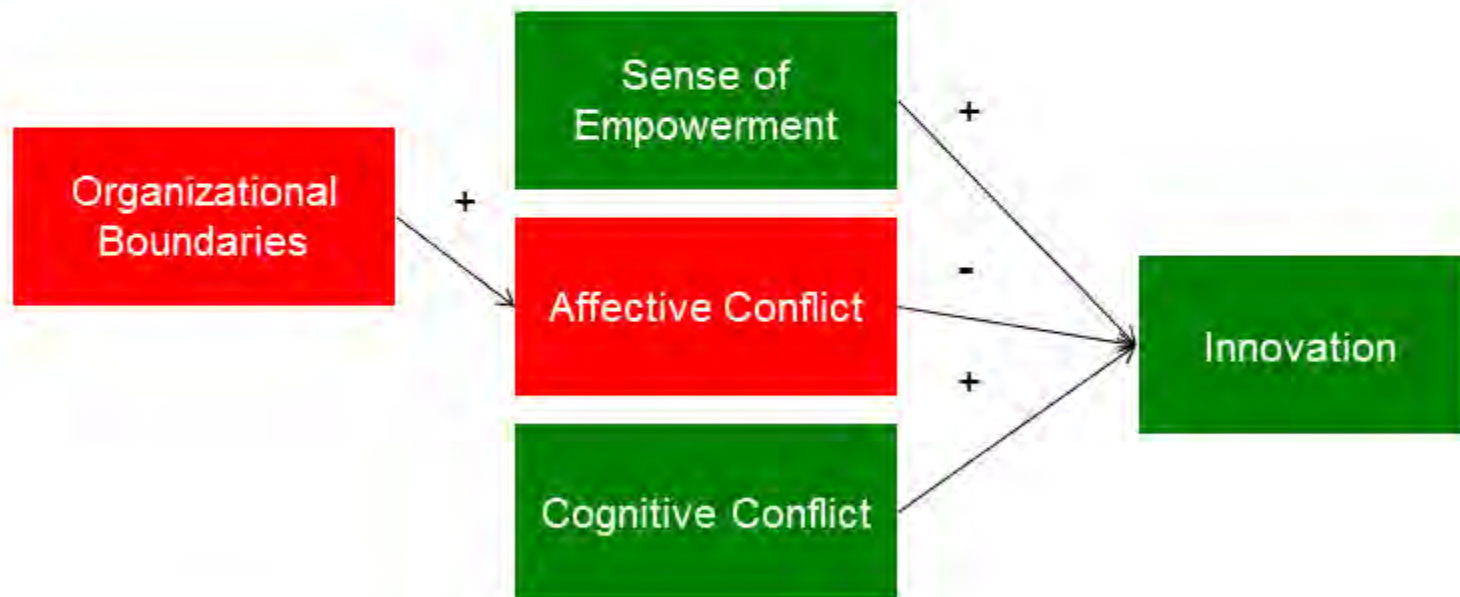 Sense of
Empowerment
+
Organizational
Boundaries
+
Affective Conflict
-
Innovation
+
Cognitive Conflict